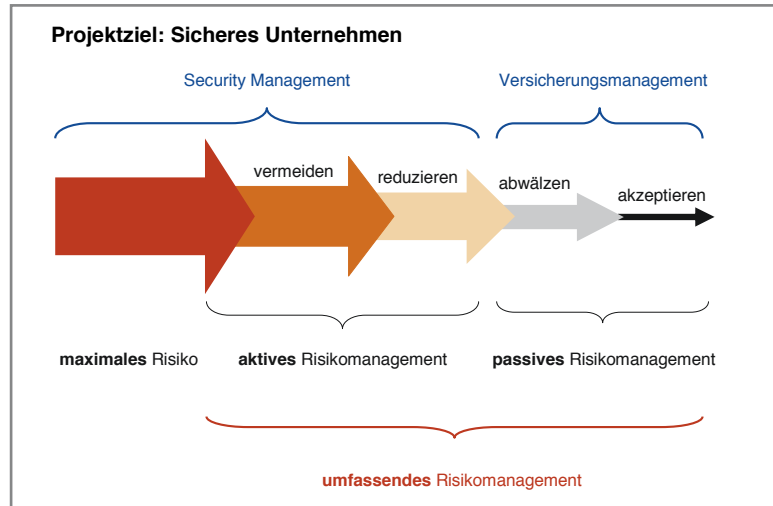 Projektziel: Sicheres Unternehmen
Security Management
Versicherungsmanagement
vermeiden
reduzieren
abwälzen
akzeptieren
maximales Risiko
aktives Risikomanagement
passives Risikomanagement
umfassendes Risikomanagement